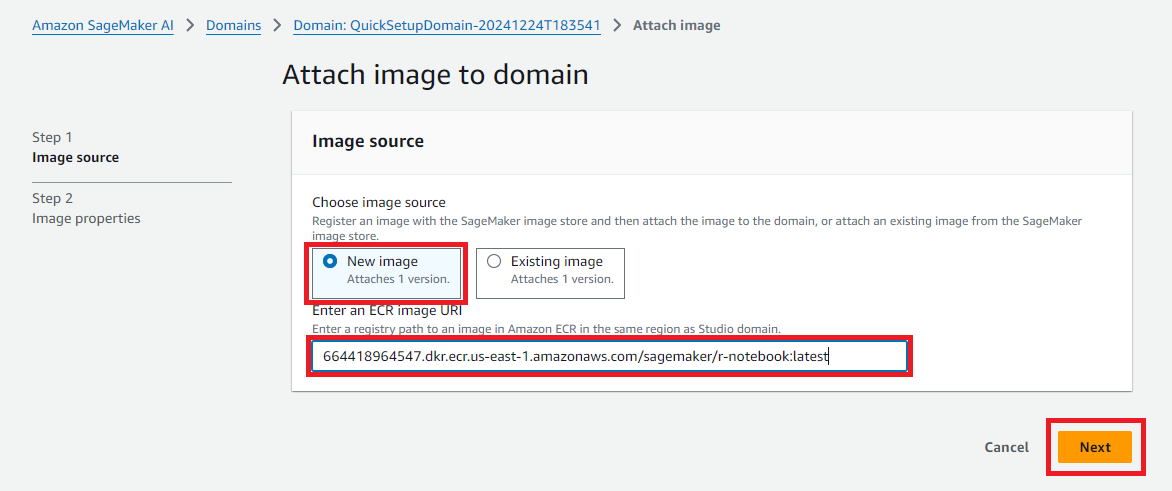 Amazon SageMaker AI > Domains > Domain: QuickSetupDomain-20241224T183541 > Attach image
Attach image to domain
Step 1
Image source
Step 2
Image properties
Image source
Choose image source
Register an image with the SageMaker image store and then attach the image to the domain, or attach an existing image from the SageMaker
image store.
New image
Attaches 1 version.
Existing image
Attaches 1 version.
Enter an ECR image URI
Enter a registry path to an image in Amazon ECR in the same region as Studio domain.
664418964547.dkr.ecr.us-east-1.amazonaws.com/sagemaker/r-notebook:latest
Cancel
Next